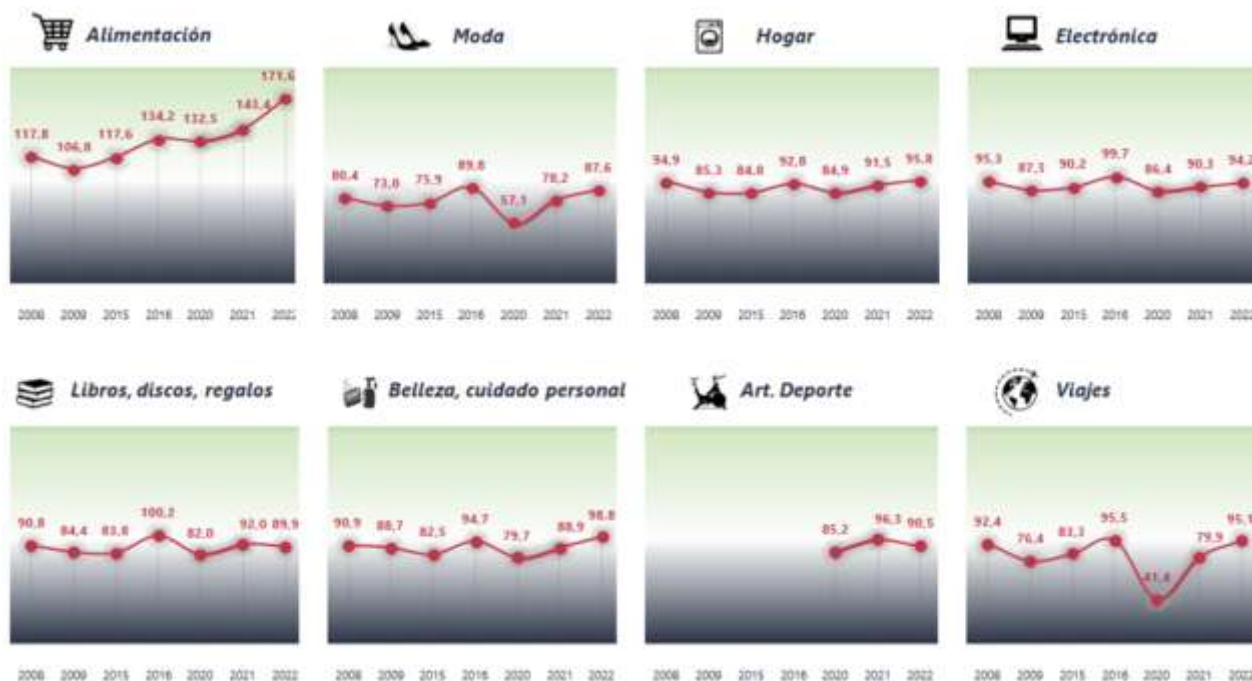 Alimentación
Moda
Hogar
Electrónica
117,8 106,8 117,6 134,2 132,5 143,4 171,6
80,4 73,0 75,9 89,8 57,1 78,2 87,6
94,9 85,3 84,8 92,8 84,9 91,5 95,8
95,3 87,3 90,2 99,7 86,4 90,3 94,2
2008 2009 2015 2016 2020 2021 2022
2008 2009 2015 2016 2020 2021 2022
2008 2009 2015 2016 2020 2021 2022
2008 2009 2015 2016 2020 2021 2022
Libros, discos, regalos
Belleza, cuidado personal
Art. Deporte
Viajes
90,8 84,4 83,8 100,2 82,0 92,0 89,9
90,9 88,7 82,5 94,7 79,7 88,9 98,8
85,2 96,3 90,5
92,4 76,4 83,3 95,5 41,4 79,9
2008 2009 2015 2016 2020 2021 2022
2008 2009 2015 2016 2020 2021 2022
2008 2009 2015 2016 2020 2021 2022
2008 2009 2015 2016 2020 2021 2022